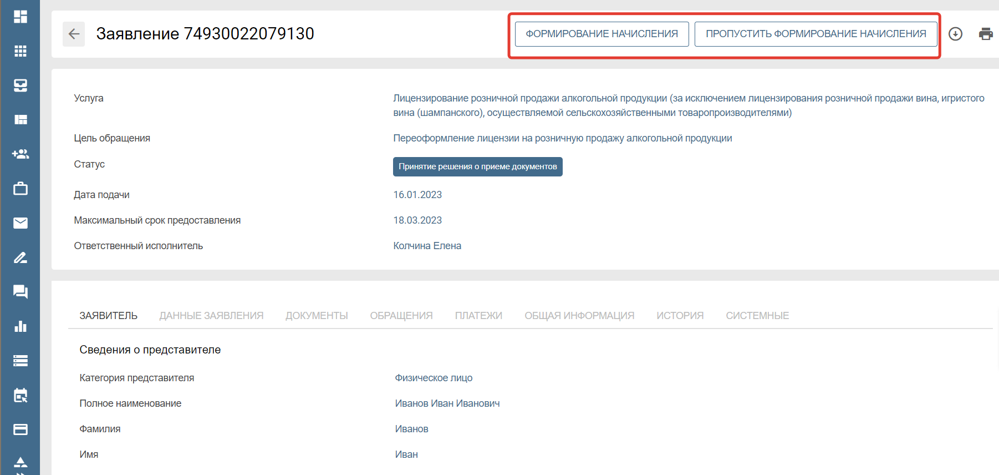 Заявление 74930022079130
ФОРМИРОВАНИЕ НАЧИСЛЕНИЯ
ПРОПУСТИТЬ ФОРМИРОВАНИЕ НАЧИСЛЕНИЯ
Услуга
Лицензирование розничной продажи алкогольной продукции (за исключением лицензирования розничной продажи вина, игристого
вина (шампанского), осуществляемой сельскохозяйственными товаропроизводителями)
Цель обращения
Переоформление лицензии на розничную продажу алкогольной продукции
Статус
Принятие решения о приеме документов
Дата подачи
16.01.2023
Максимальный срок предоставления
18.03.2023
Ответственный исполнитель
Колчина Елена
ЗАЯВИТЕЛЬ ДАННЫЕ ЗАЯВЛЕНИЯ ДОКУМЕНТЫ ОБРАЩЕНИЯ ПЛАТЕЖИ ОБЩАЯ ИНФОРМАЦИЯ ИСТОРИЯ СИСТЕМНЫЕ
Сведения о представителе
Категория представителя
Физическое лицо
Полное наименование
Иванов Иван Иванович
Фамилия
Иванов
Имя
Иван